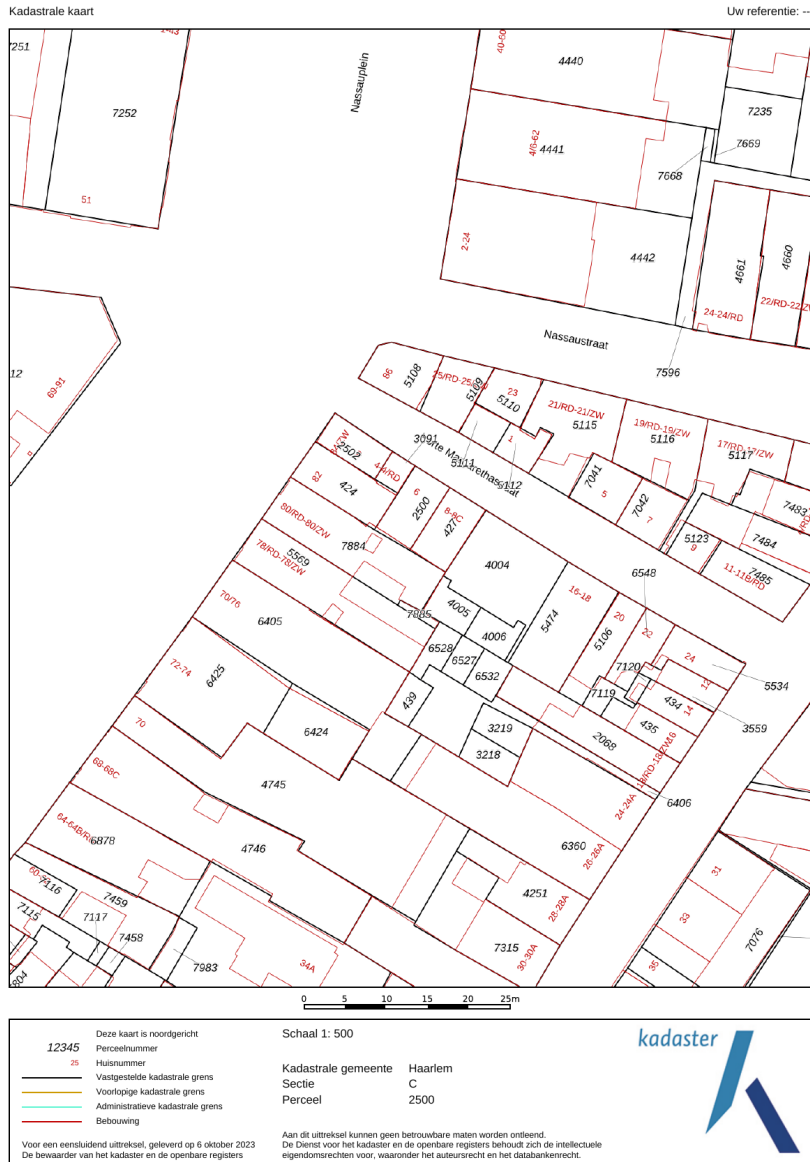 Kadastrale kaart
Uw referentie: --
7251
7252
51
Nassauplein
40-60
4440
4/6-62
4441
7235
7669
7668
2-24
4442
4661
4660
24-24/RD
22/RD-22/ZW
Nassaustraat
7596
12
69-91
86
5108
25/RD-25/ZW
5109
23
5110
21/RD-21/ZW
5115
19/RD-19/ZW
5116
17/RD-17/ZW
5117
3091
5111
1
5112
2502
82
424
6
2500
8-8C
427
7041
5
7042
7
7483
7484
5123
9
11-11B/RD
7485
80/RD-80/ZW
7884
78/RD-78/ZW
5569
4004
6548
16-18
5474
20
5106
22
24
5534
70/76
6405
7885
4005
4006
6528
6527
6532
7120
7119
434
12
14
3559
435
16
18/RD-18/ZW
72-74
6425
6424
439
3219
3218
2068
6406
24-24A
70
68-68C
4745
4746
6360
26-26A
4251
28-28A
7315
30-30A
6878
7116
7115
7459
7117
7458
7983
34A
31
33
35
7076
0 5 10 15 20 25m
Deze kaart is noordgericht
12345 Perceelnummer
25 Huisnummer
Vastgestelde kadastrale grens
Voorlopige kadastrale grens
Administratieve kadastrale grens
Bebouwing
Schaal 1: 500
Kadastrale gemeente Haarlem
Sectie C
Perceel 2500
kadaster
Voor een eensluidend uittreksel, geleverd op 6 oktober 2023
De bewaarder van het kadaster en de openbare registers
Aan dit uittreksel kunnen geen betrouwbare maten worden ontleend.
De Dienst voor het kadaster en de openbare registers behoudt zich de intellectuele
eigendomsrechten voor, waaronder het auteursrecht en het databankenrecht.